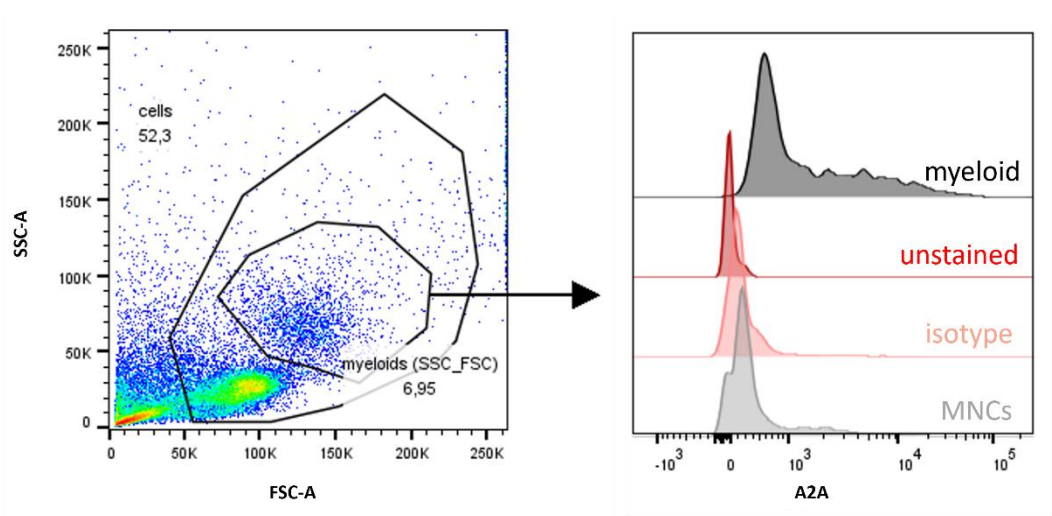 250K
200K
150K
100K
50K
0
SSC-A
cells
52,3
myeloids (SSC_FSC)
6,95
0
50K
100K
150K
200K
250K
FSC-A
myeloid
unstained
isotype
MNCs
-10³
0
10³
10⁴
10⁵
A2A